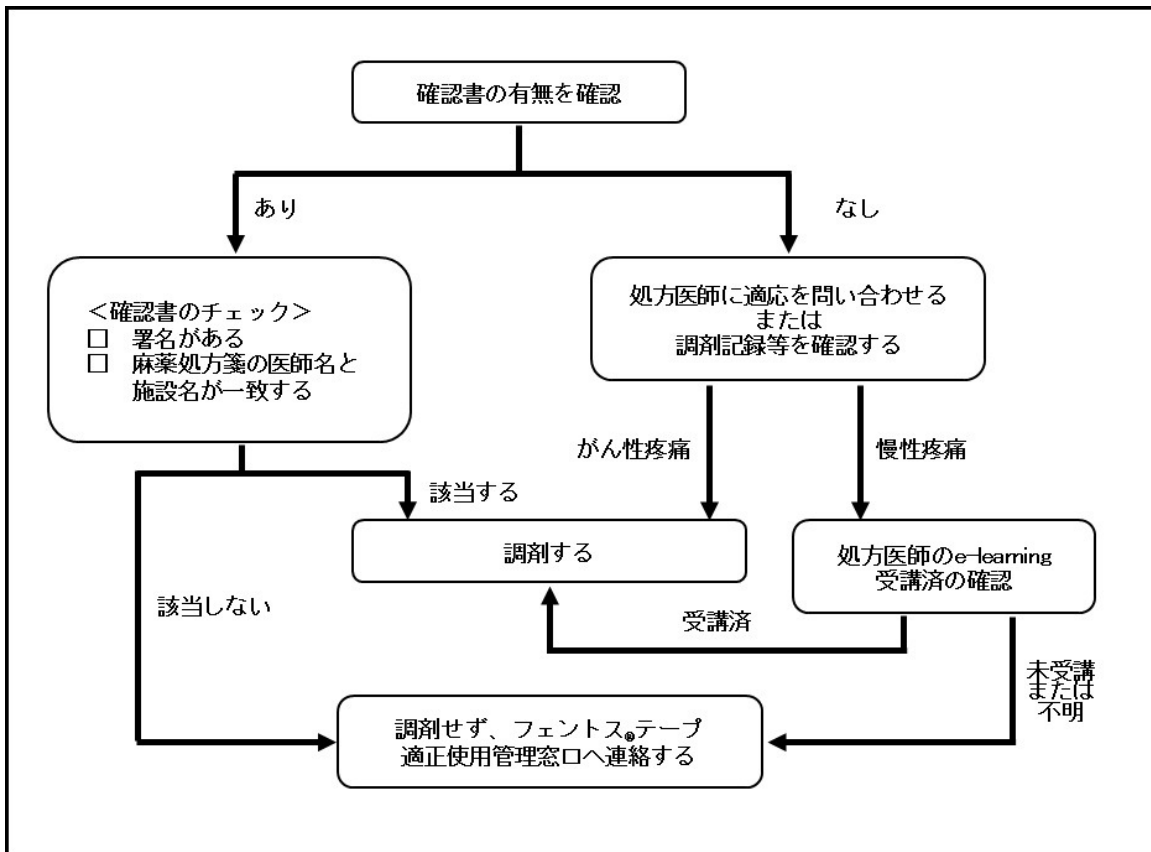 確認書の有無を確認
あり
なし
＜確認書のチェック＞
□ 署名がある
□ 麻薬処方箋の医師名と
施設名が一致する
処方医師に適応を問い合わせる
または
調剤記録等を確認する
がん性疼痛
慢性疼痛
該当する
調剤する
処方医師のe-learning
受講済の確認
該当しない
受講済
未受講
または
不明
調剤せず、フェントス®テープ
適正使用管理窓口へ連絡する